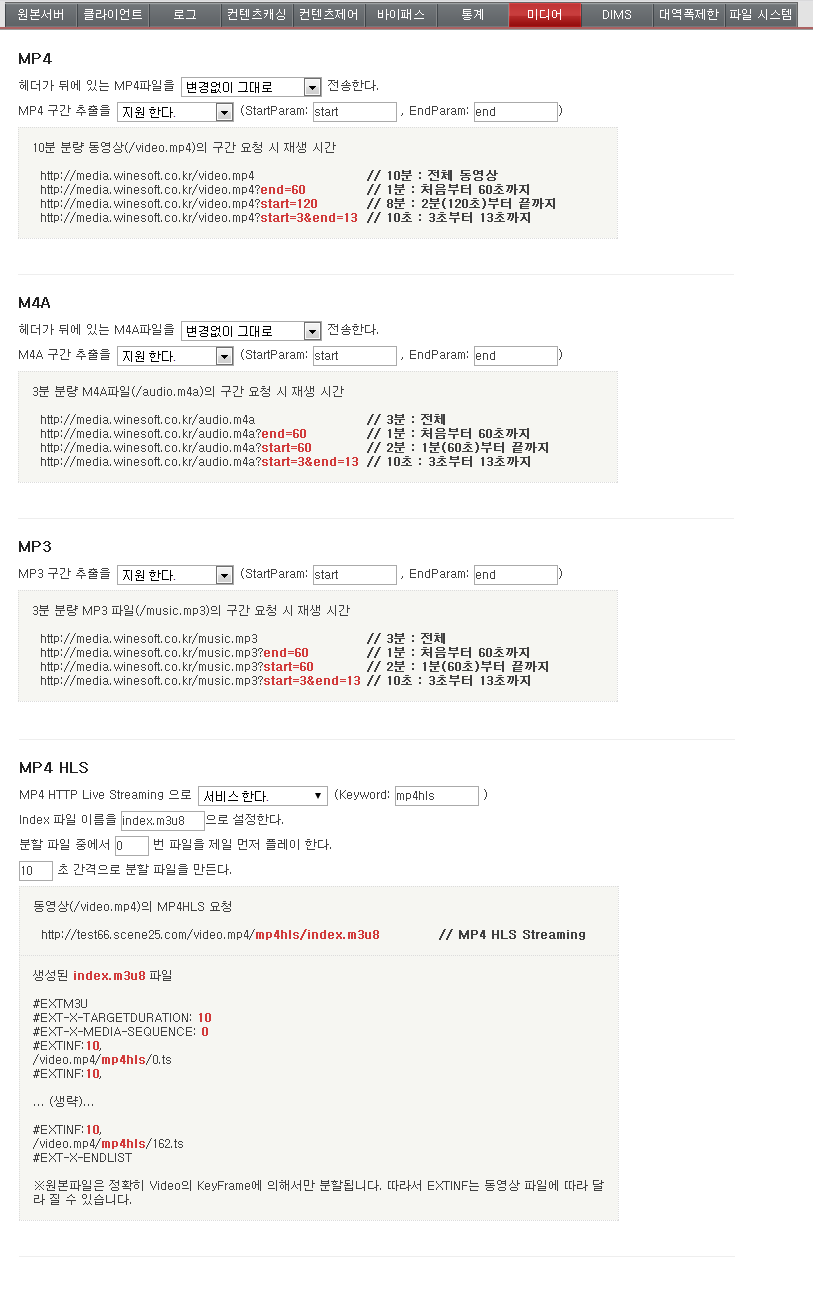 원본서버 클라이언트 로그 컨텐츠캐싱 컨텐츠제어 바이패스 통계 미디어 DIMS 대역폭제한 파일 시스템
MP4
헤더가 뒤에 있는 MP4파일을 변경없이 그대로 전송한다.
MP4 구간 추출을 지원 한다. (StartParam: start , EndParam: end )
10분 분량 동영상(/video.mp4)의 구간 요청 시 재생 시간
http://media.winesoft.co.kr/video.mp4 // 10분 : 전체 동영상
http://media.winesoft.co.kr/video.mp4?end=60 // 1분 : 처음부터 60초까지
http://media.winesoft.co.kr/video.mp4?start=120 // 8분 : 2분(120초)부터 끝까지
http://media.winesoft.co.kr/video.mp4?start=3&end=13 // 10초 : 3초부터 13초까지
M4A
헤더가 뒤에 있는 M4A파일을 변경없이 그대로 전송한다.
M4A 구간 추출을 지원 한다. (StartParam: start , EndParam: end )
3분 분량 M4A파일(/audio.m4a)의 구간 요청 시 재생 시간
http://media.winesoft.co.kr/audio.m4a // 3분 : 전체
http://media.winesoft.co.kr/audio.m4a?end=60 // 1분 : 처음부터 60초까지
http://media.winesoft.co.kr/audio.m4a?start=60 // 2분 : 1분(60초)부터 끝까지
http://media.winesoft.co.kr/audio.m4a?start=3&end=13 // 10초 : 3초부터 13초까지
MP3
MP3 구간 추출을 지원 한다. (StartParam: start , EndParam: end )
3분 분량 MP3 파일(/music.mp3)의 구간 요청 시 재생 시간
http://media.winesoft.co.kr/music.mp3 // 3분 : 전체
http://media.winesoft.co.kr/music.mp3?end=60 // 1분 : 처음부터 60초까지
http://media.winesoft.co.kr/music.mp3?start=60 // 2분 : 1분(60초)부터 끝까지
http://media.winesoft.co.kr/music.mp3?start=3&end=13 // 10초 : 3초부터 13초까지
MP4 HLS
MP4 HTTP Live Streaming 으로 서비스 한다. (Keyword: mp4hls )
Index 파일 이름을 index.m3u8 으로 설정한다.
분할 파일 중에서 0 번 파일을 제일 먼저 플레이 한다.
10 초 간격으로 분할 파일을 만든다.
동영상(/video.mp4)의 MP4HLS 요청
http://test66.scene25.com/video.mp4/mp4hls/index.m3u8 // MP4 HLS Streaming
생성된 index.m3u8 파일
#EXTM3U
#EXT-X-TARGETDURATION: 10
#EXT-X-MEDIA-SEQUENCE: 0
#EXTINF:10,
/video.mp4/mp4hls/0.ts
#EXTINF:10,
... (생략)...
#EXTINF:10,
/video.mp4/mp4hls/162.ts
#EXT-X-ENDLIST
※원본파일은 정확히 Video의 KeyFrame에 의해서만 분할됩니다. 따라서 EXTINF는 동영상 파일에 따라 달
라 질 수 있습니다.